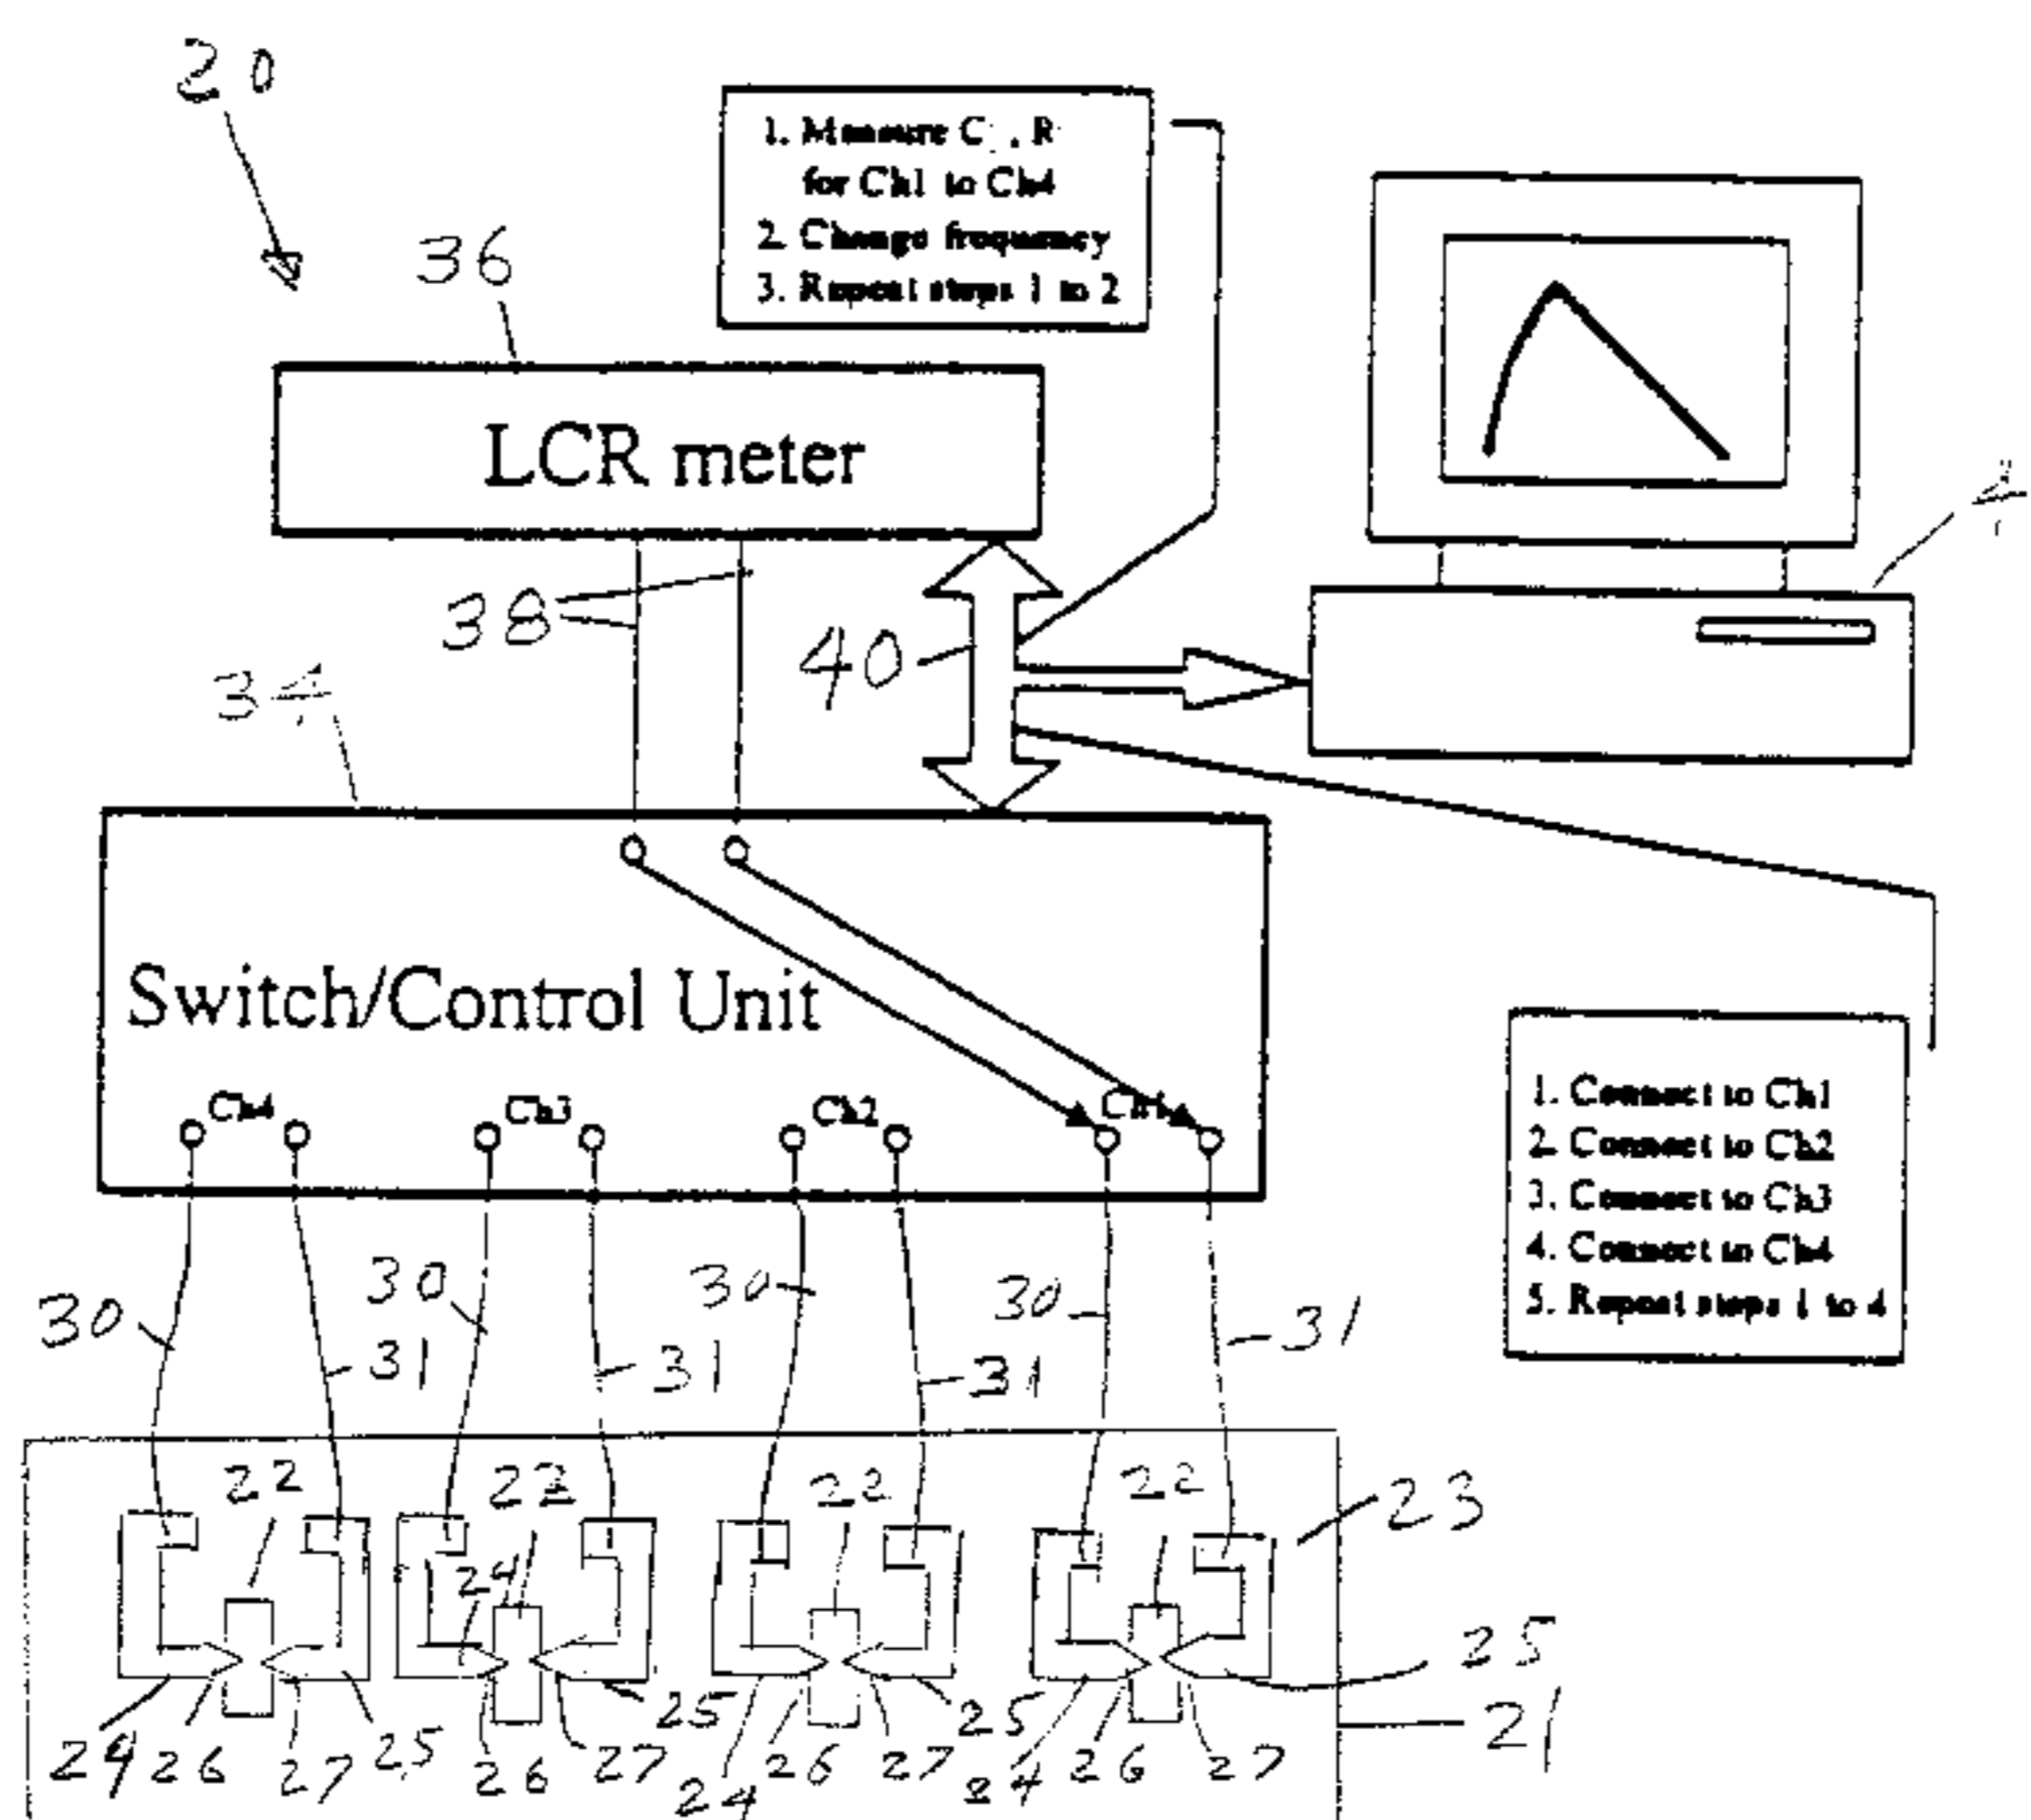 20
1. Measure C , R
for Ch1 to Ch4
2. Change frequency
3. Repeat steps 1 to 2
36
LCR meter
4
38
40
34
Switch/Control Unit
Ch4 Ch3 Ch2 Ch1
1. Connect to Ch1
2. Connect to Ch2
3. Connect to Ch3
4. Connect to Ch4
5. Repeat steps 1 to 4
30 30 30 30
31 31 31 31
22 22 22 22 23
24
25
25 25
21
24 26 27 25 26 27 24 26 27 24 26 27